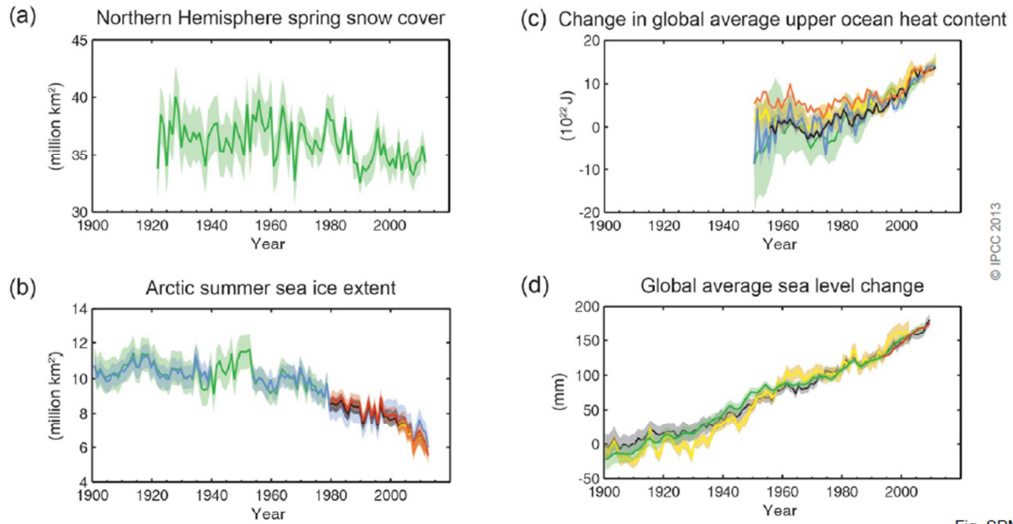 (a) Northern Hemisphere spring snow cover
45
40
35
30
(million km²)
1900 1920 1940 1960 1980 2000
Year
(b) Arctic summer sea ice extent
14
12
10
8
6
4
(million km²)
1900 1920 1940 1960 1980 2000
Year
(c) Change in global average upper ocean heat content
20
10
0
-10
-20
(10²² J)
1900 1920 1940 1960 1980 2000
Year
(d) Global average sea level change
200
150
100
50
0
-50
(mm)
1900 1920 1940 1960 1980 2000
Year
© IPCC 2013